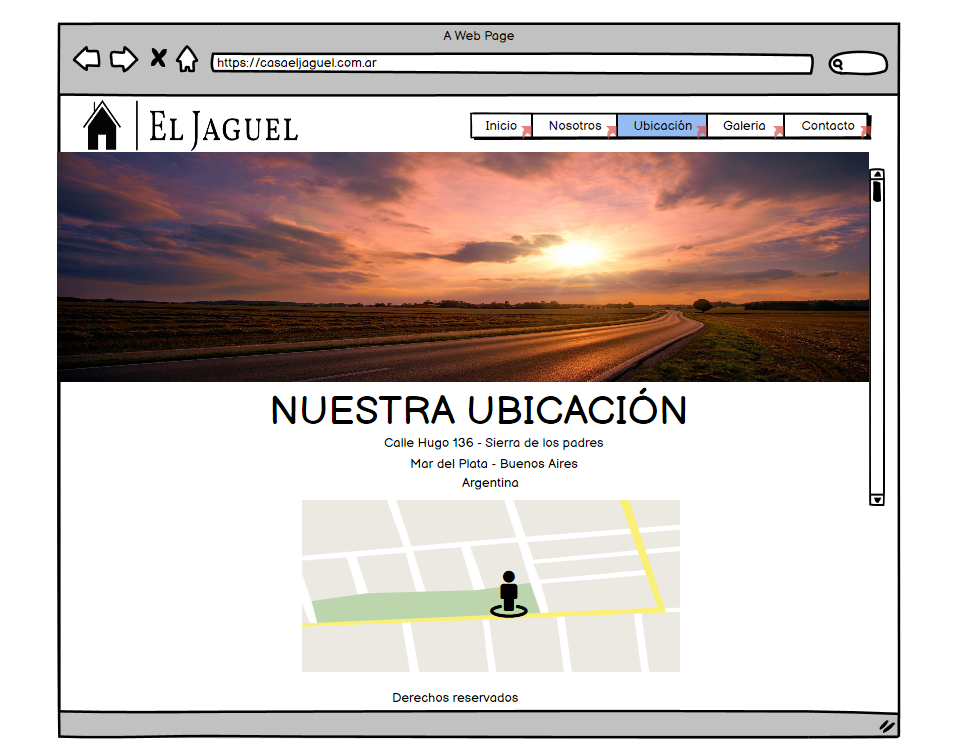 A Web Page
https://casaeljaguel.com.ar
El Jaguel
Inicio Nosotros Ubicación Galeria Contacto
NUESTRA UBICACIÓN
Calle Hugo 136 - Sierra de los padres
Mar del Plata - Buenos Aires
Argentina
Derechos reservados